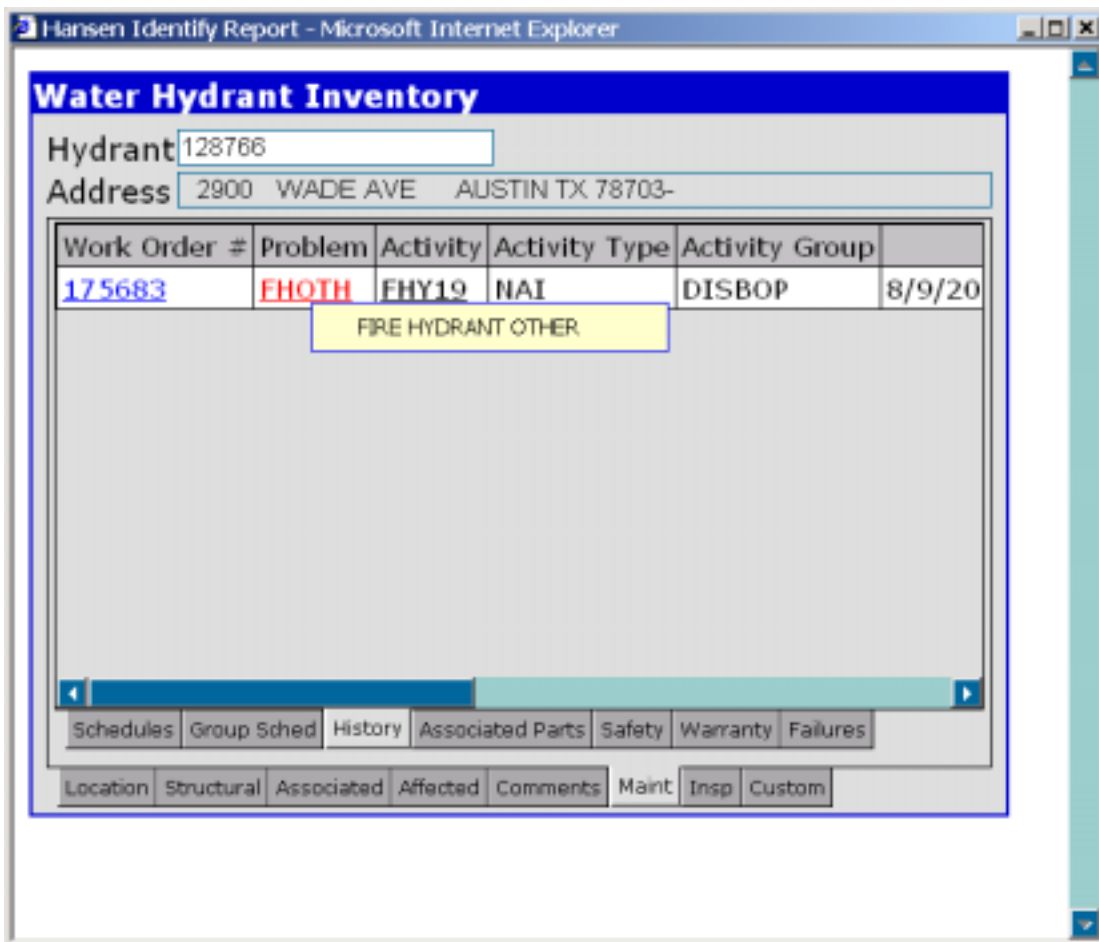 Hansen Identify Report - Microsoft Internet Explorer
Water Hydrant Inventory
Hydrant 128766
Address 2900 WADE AVE AUSTIN TX 78703-
Work Order # Problem Activity Activity Type Activity Group
175683 FHOTH FHY19 NAI DISBOP 8/9/20
FIRE HYDRANT OTHER
Schedules Group Sched History Associated Parts Safety Warranty Failures
Location Structural Associated Affected Comments Maint Insp Custom